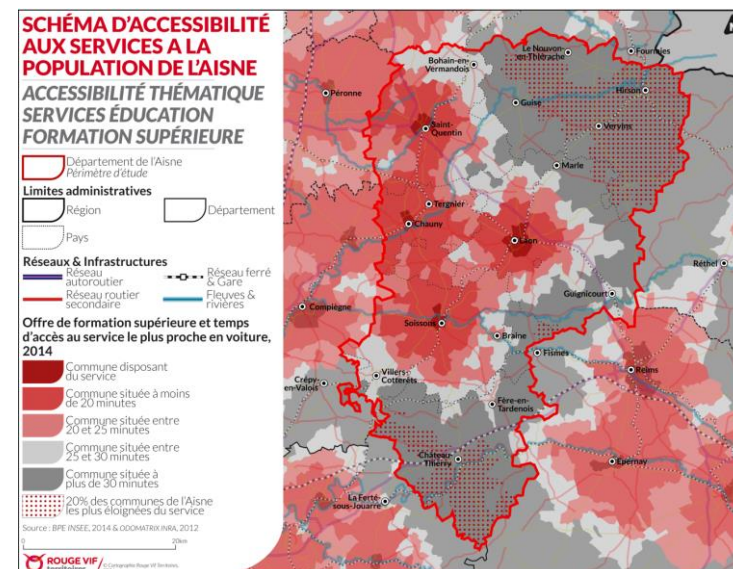 SCHÉMA D'ACCESSIBILITÉ
AUX SERVICES A LA
POPULATION DE L'AISNE
ACCESSIBILITÉ THÉMATIQUE
SERVICES ÉDUCATION
FORMATION SUPÉRIEURE
Département de l'Aisne
Périmètre d'étude
Limites administratives
Région
Département
Pays
Réseaux & Infrastructures
Réseau autoroutier
Réseau ferré & Gare
Réseau routier secondaire
Fleuves & rivières
Offre de formation supérieure et temps
d'accès au service le plus proche en voiture,
2014
Commune disposant
du service
Commune située à moins
de 20 minutes
Commune située entre
20 et 25 minutes
Commune située entre
25 et 30 minutes
Commune située à
plus de 30 minutes
20% des communes de l'Aisne
les plus éloignées du service
Source : BPE INSEE, 2014 & ODOMATRIX INRA, 2012
0 20km
ROUGE VIF
territoires
© Cartographie Rouge Vif Territoires,
Bohain-en-
Vermandois
Le Nouvion-
en-Thiérache
Fourmies
Péronne
Guise
Hirson
Saint-
Quentin
Vervins
Marle
Tergnier
Chauny
Laon
Réthel
Guignicourt
Compiègne
Soissons
Braine
Fismes
Villers-
Cotterêts
Crépy-
en-Valois
Reims
Fère-en-
Tardenois
Château-
Thierry
Epernay
La Ferté-
sous-Jouarre